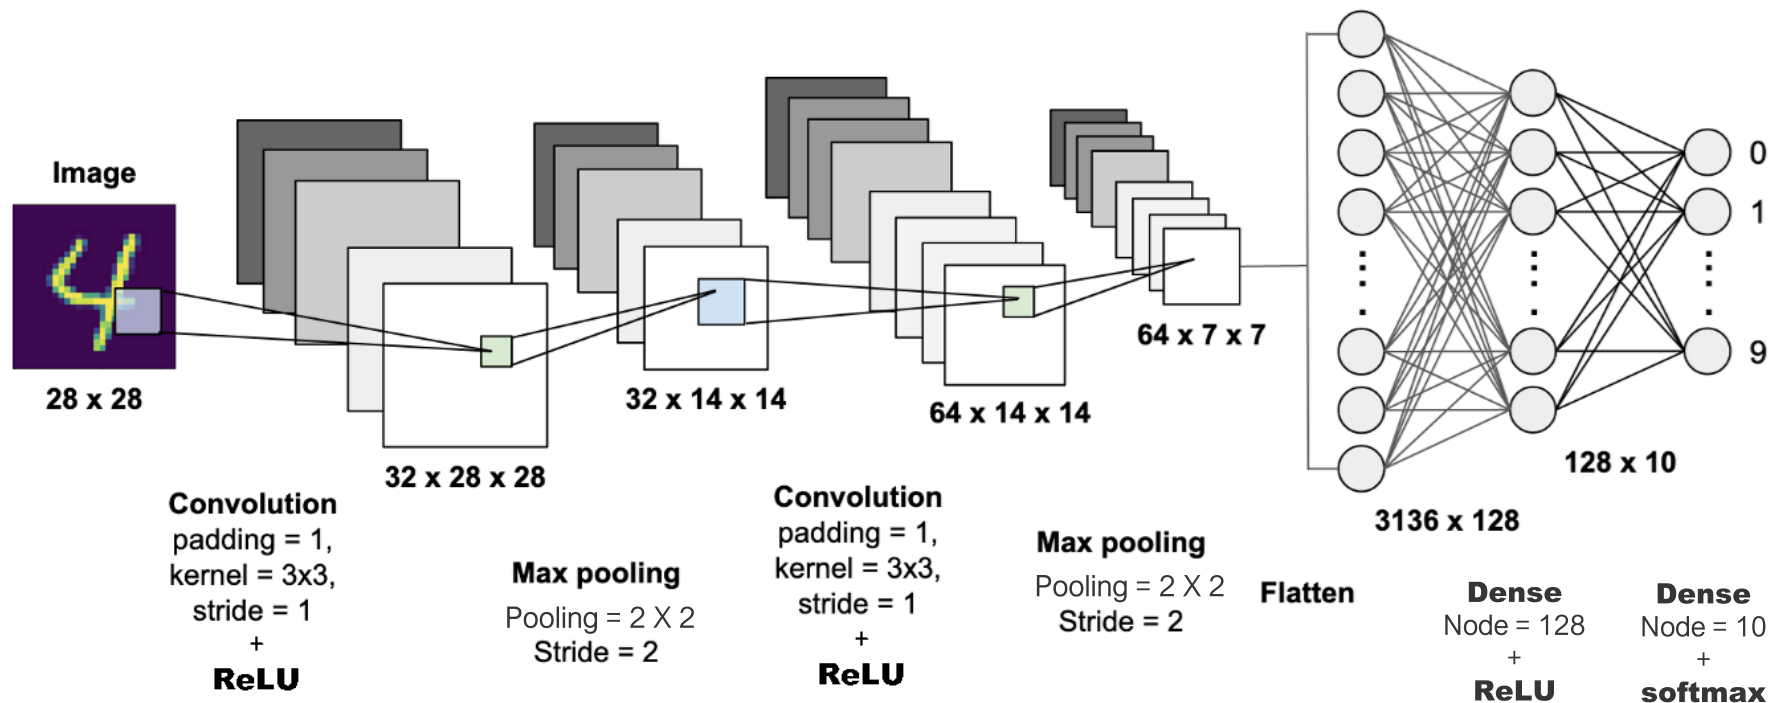 Image
28 x 28
Convolution
padding = 1,
kernel = 3x3,
stride = 1
+
ReLU
32 x 28 x 28
Max pooling
Pooling = 2 X 2
Stride = 2
32 x 14 x 14
Convolution
padding = 1,
kernel = 3x3,
stride = 1
+
ReLU
64 x 14 x 14
Max pooling
Pooling = 2 X 2
Stride = 2
64 x 7 x 7
Flatten
3136 x 128
Dense
Node = 128
+
ReLU
128 x 10
Dense
Node = 10
+
softmax
0
1
9